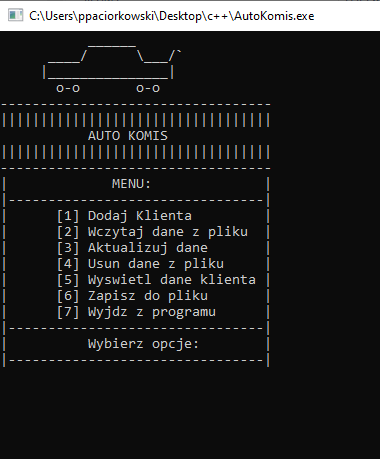 C:\Users\ppaciorkowski\Desktop\c++\AutoKomis.exe
o-o o-o
AUTO KOMIS
MENU:
[1] Dodaj Klienta
[2] Wczytaj dane z pliku
[3] Aktualizuj dane
[4] Usun dane z pliku
[5] Wyswietl dane klienta
[6] Zapisz do pliku
[7] Wyjdz z programu
Wybierz opcje: